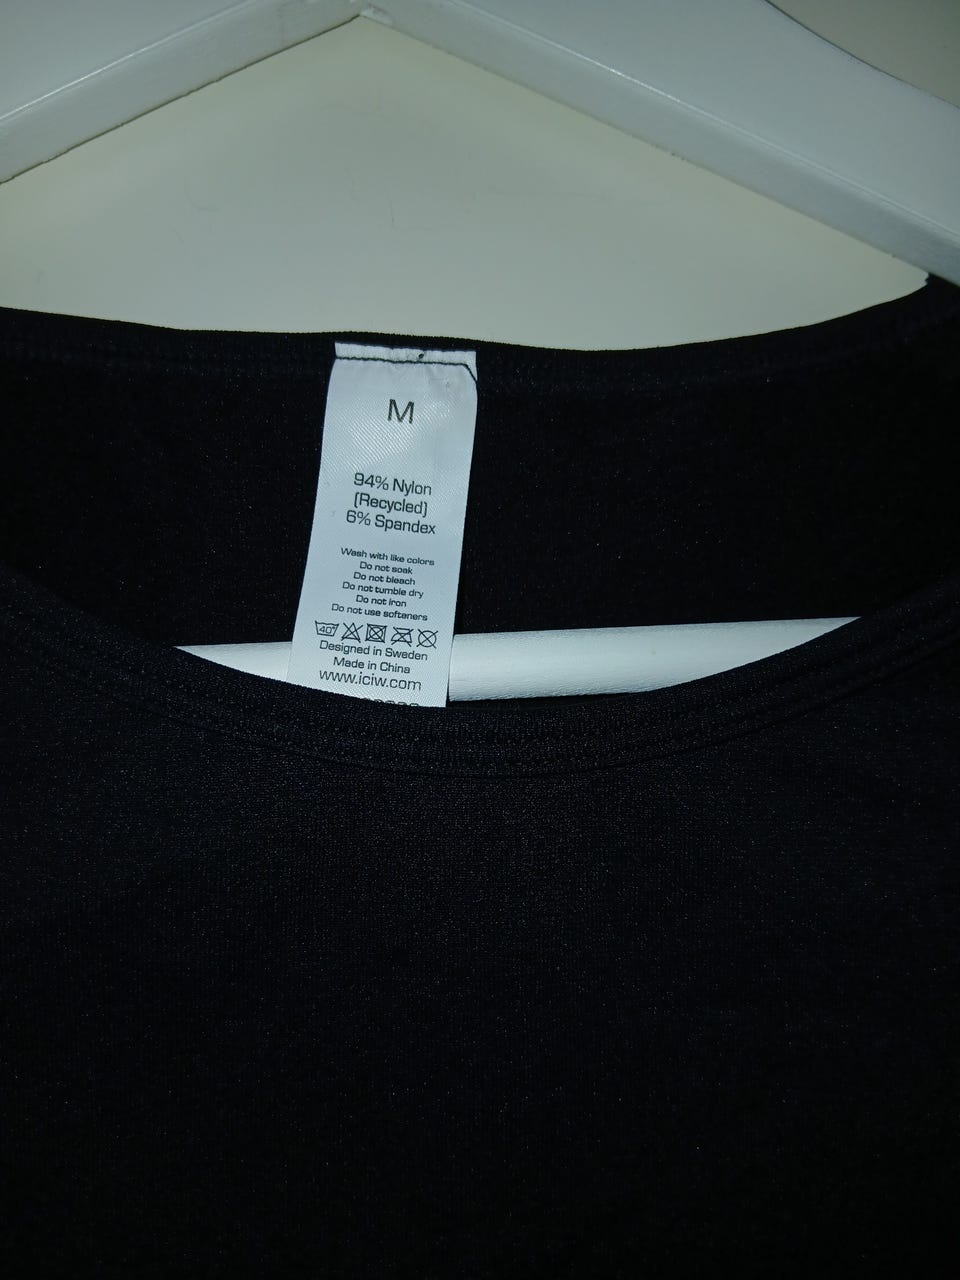 M
94% Nylon
(Recycled)
6% Spandex
Wash with like colors
Do not soak
Do not bleach
Do not tumble dry
Do not iron
Do not use softeners
40°
Designed in Sweden
Made in China
www.iciw.com